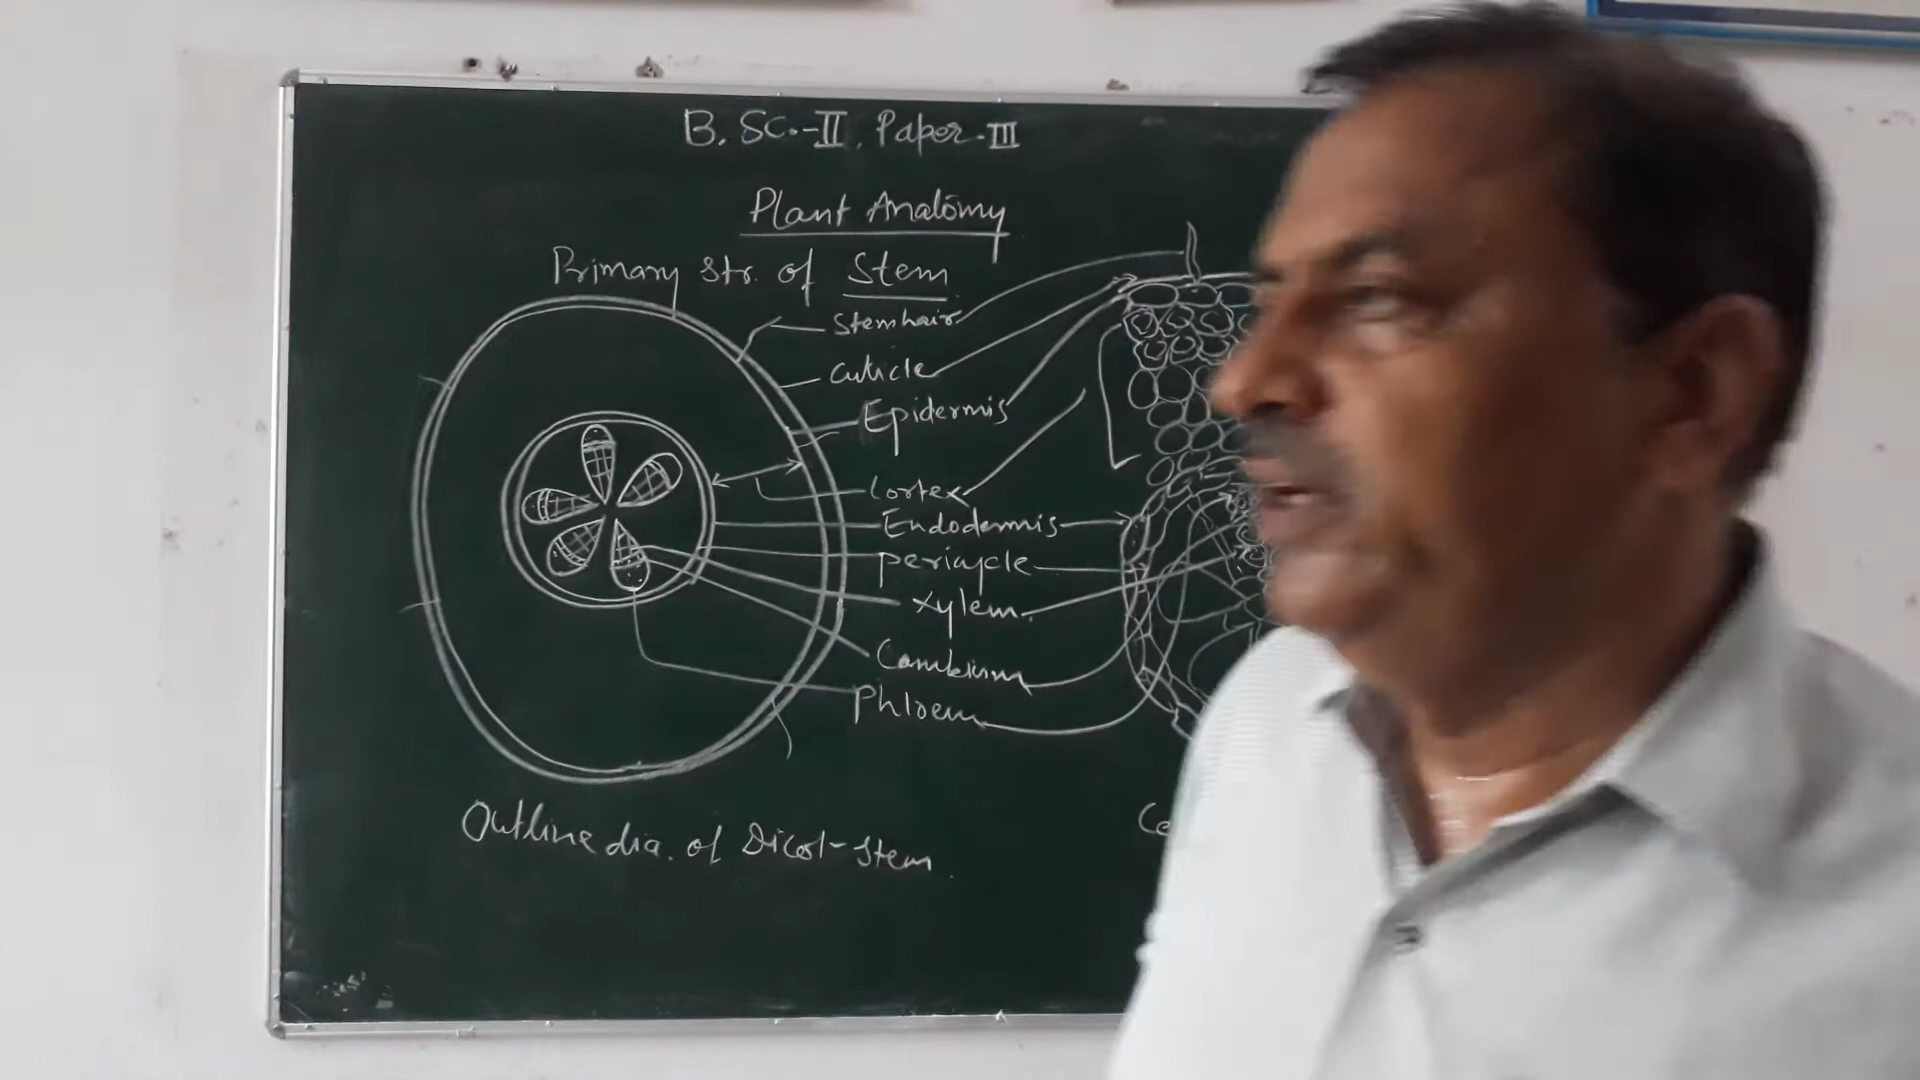 B.SC.-II, Paper-III
Plant Anatomy
Primary Str. of Stem
Stemhair
Cuticle
Epidermis
Cortex
Endodermis
Pericycle
Xylem
Cambium
Phloem
Outline dia. of Dicot-Stem.
Ce